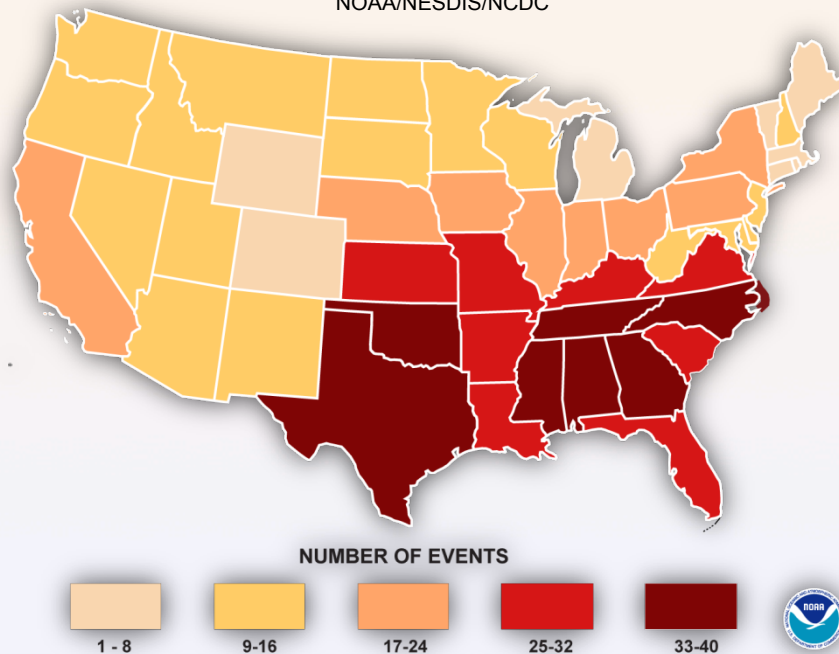 NOAA/NESDIS/NCDC
NUMBER OF EVENTS
1 - 8
9-16
17-24
25-32
33-40
NOAA